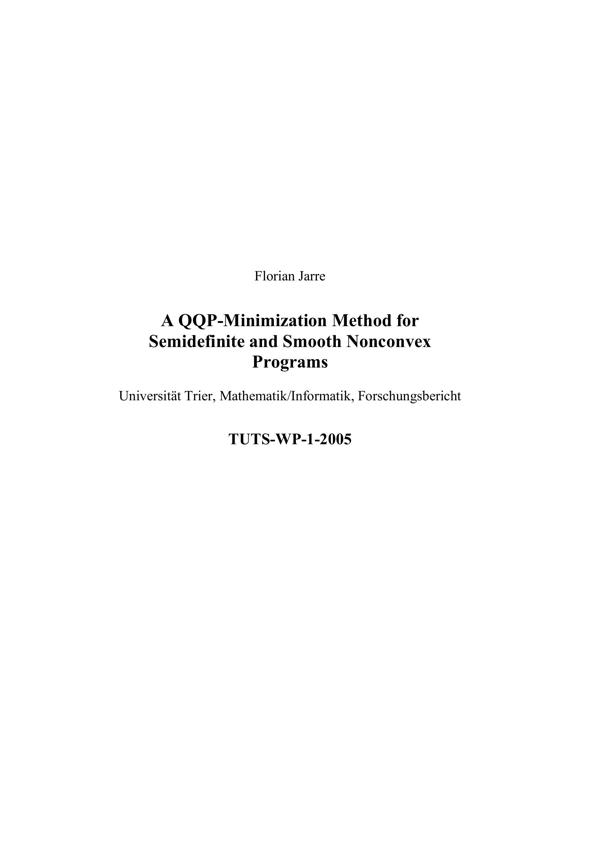 Florian Jarre
A QQP-Minimization Method for
Semidefinite and Smooth Nonconvex
Programs
Universität Trier, Mathematik/Informatik, Forschungsbericht
TUTS-WP-1-2005